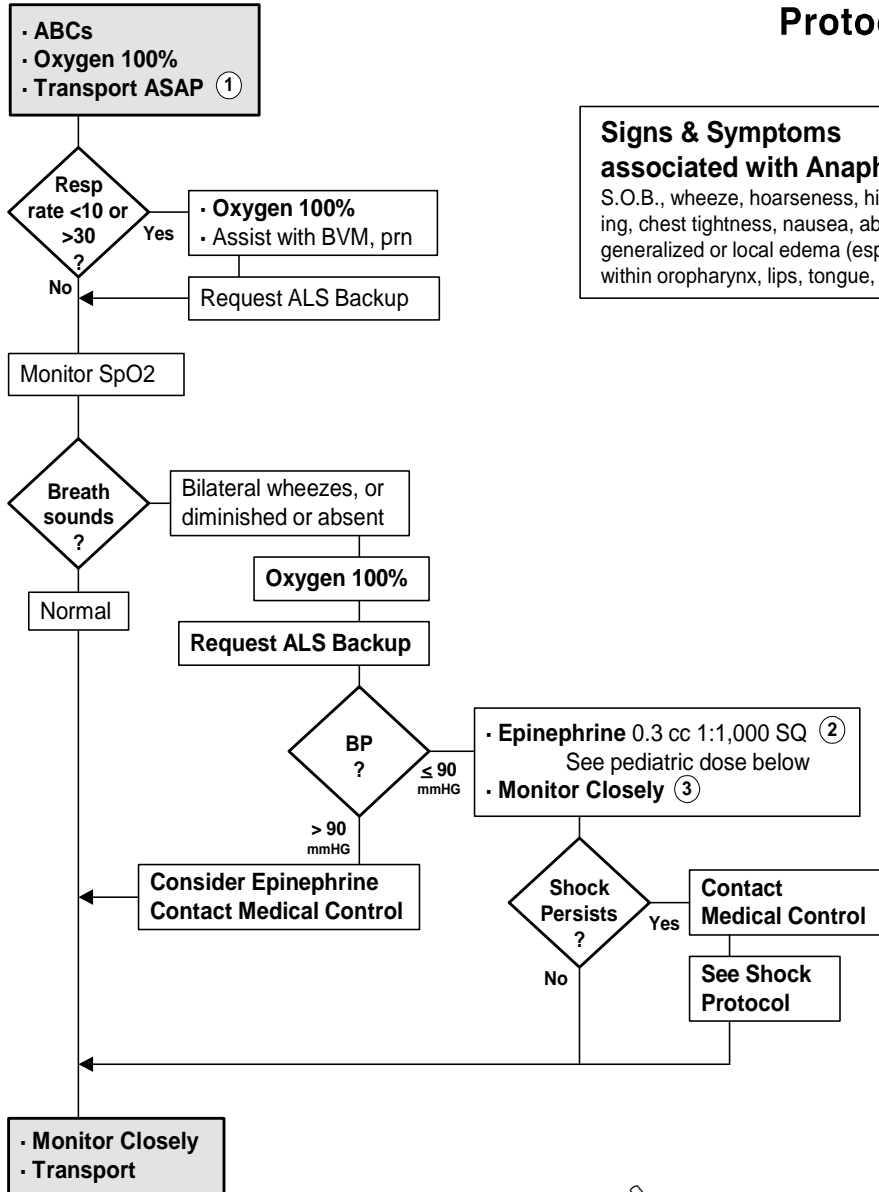 Protoc
· ABCs
· Oxygen 100%
· Transport ASAP 1
Signs & Symptoms
associated with Anaph
S.O.B., wheeze, hoarseness, hi
ing, chest tightness, nausea, ab
generalized or local edema (esp
within oropharynx, lips, tongue,
Resp
rate <10 or
>30
?
Yes
No
· Oxygen 100%
· Assist with BVM, prn
Request ALS Backup
Monitor SpO2
Breath
sounds
?
Bilateral wheezes, or
diminished or absent
Normal
Oxygen 100%
Request ALS Backup
BP
?
≤ 90
mmHG
> 90
mmHG
· Epinephrine 0.3 cc 1:1,000 SQ 2
See pediatric dose below
· Monitor Closely 3
Consider Epinephrine
Contact Medical Control
Shock
Persists
?
Yes
No
Contact
Medical Control
See Shock
Protocol
· Monitor Closely
· Transport